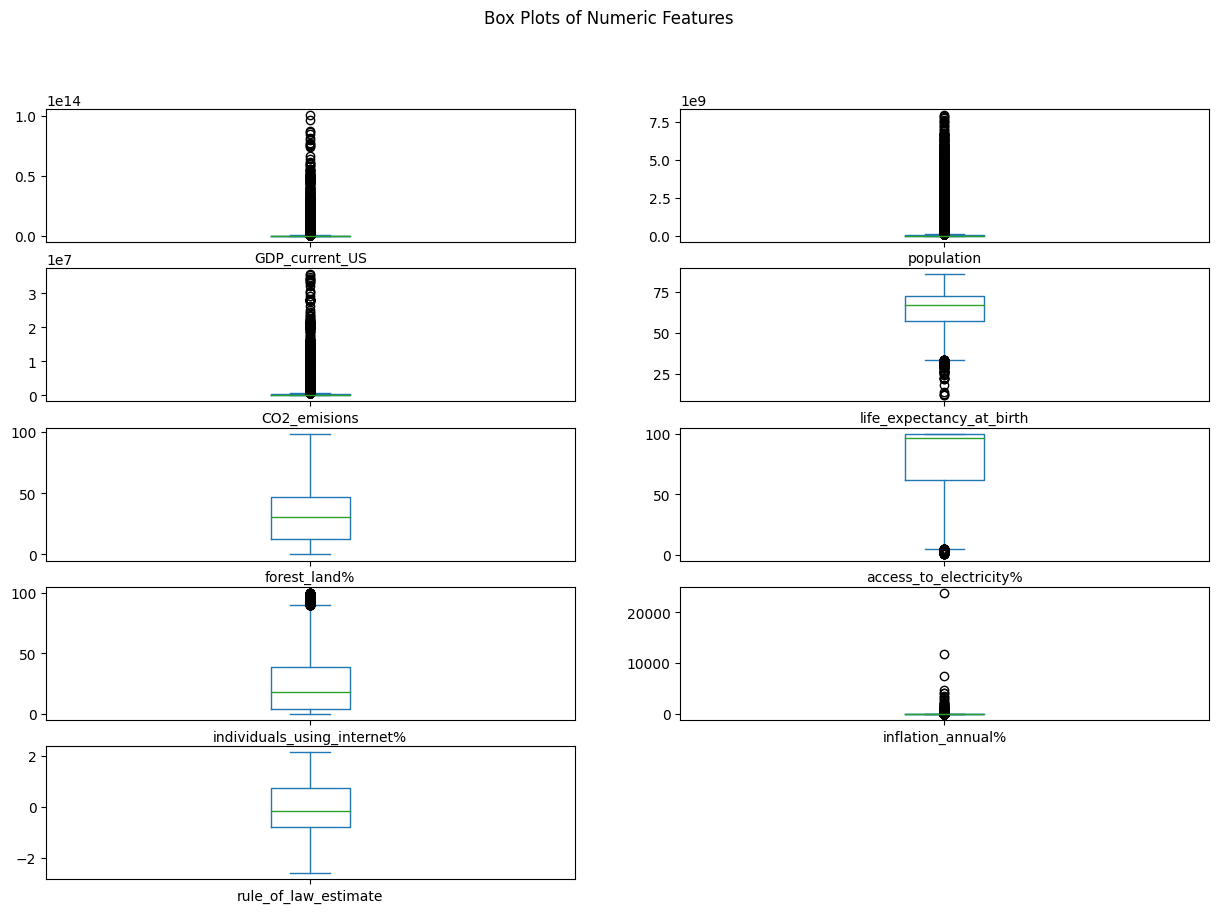 Box Plots of Numeric Features
1e14
1.0
0.5
0.0
GDP_current_US
1e9
7.5
5.0
2.5
0.0
population
1e7
3
2
1
0
CO2_emisions
75
50
25
life_expectancy_at_birth
100
50
0
forest_land%
100
50
0
access_to_electricity%
100
50
0
individuals_using_internet%
20000
10000
0
inflation_annual%
2
0
−2
rule_of_law_estimate